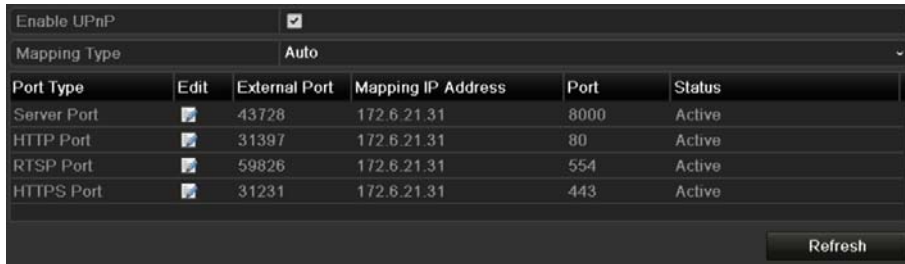 Enable UPnP
Mapping Type Auto
Port Type Edit External Port Mapping IP Address Port Status
Server Port 43728 172.6.21.31 8000 Active
HTTP Port 31397 172.6.21.31 80 Active
RTSP Port 59826 172.6.21.31 554 Active
HTTPS Port 31231 172.6.21.31 443 Active
Refresh